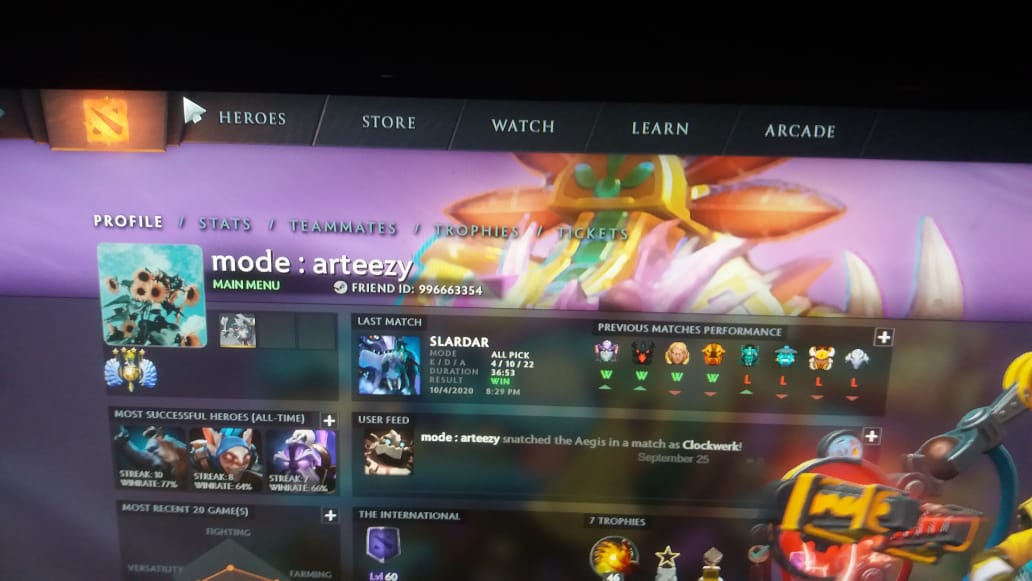 HEROES
STORE
WATCH
LEARN
ARCADE
PROFILE / STATS / TEAMMATES / TROPHIES / TICKETS
mode : arteezy
MAIN MENU
FRIEND ID: 996663354
LAST MATCH
SLARDAR
MODE ALL PICK
K / D / A 4 / 10 / 22
DURATION 36:53
RESULT WIN
10/4/2020 8:29 PM
PREVIOUS MATCHES PERFORMANCE
+
W W W W L L L L
MOST SUCCESSFUL HEROES (ALL-TIME) +
STREAK: 10 STREAK: 8 STREAK: 7
WINRATE: 77% WINRATE: 64% WINRATE: 66%
USER FEED
+
mode : arteezy snatched the Aegis in a match as Clockwerk!
September 25
MOST RECENT 20 GAME(S) +
FIGHTING
VERSATILITY
FARMING
THE INTERNATIONAL
Lvl 60
7 TROPHIES
46